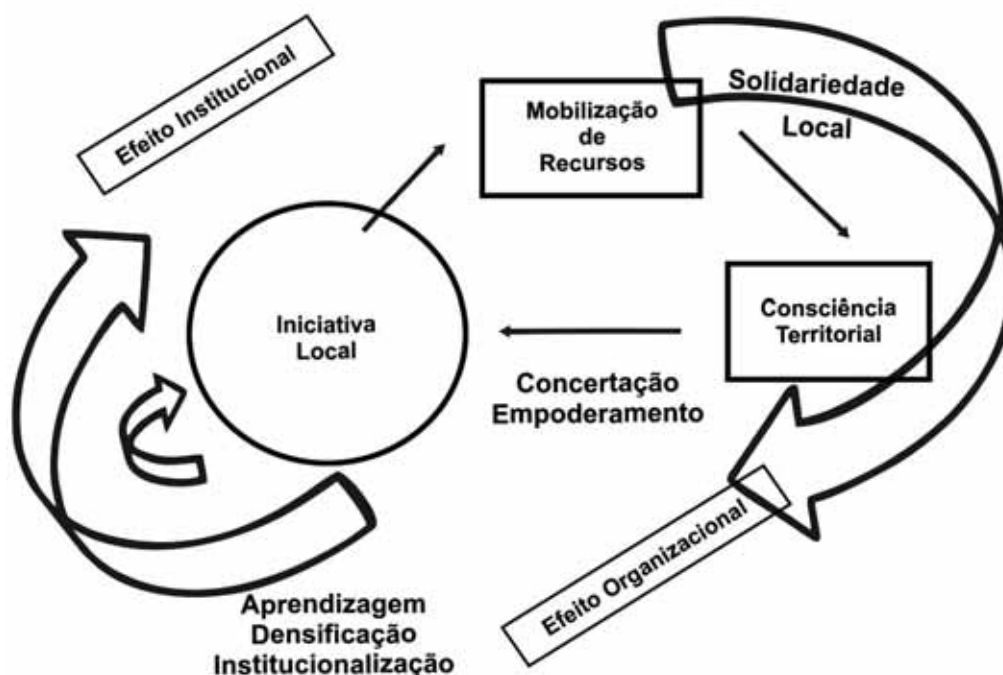 Efeito Institucional
Mobilização
de
Recursos
Solidariedade
Local
Iniciativa
Local
Consciência
Territorial
Concertação
Empoderamento
Efeito Organizacional
Aprendizagem
Densificação
Institucionalização